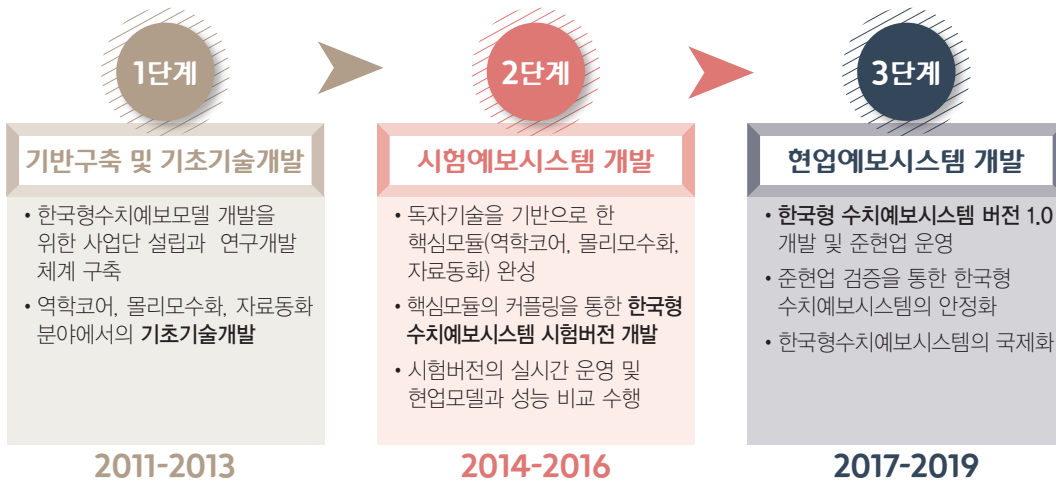 1단계
기반구축 및 기초기술개발
• 한국형수치예보모델 개발을
위한 사업단 설립과 연구개발
체계 구축
• 역학코어, 몰리모수화, 자료동화
분야에서의 기초기술개발
2011-2013
2단계
시험예보시스템 개발
• 독자기술을 기반으로 한
핵심모듈(역학코어, 몰리모수화,
자료동화) 완성
• 핵심모듈의 커플링을 통한 한국형
수치예보시스템 시험버전 개발
• 시험버전의 실시간 운영 및
현업모델과 성능 비교 수행
2014-2016
3단계
현업예보시스템 개발
• 한국형 수치예보시스템 버전 1.0
개발 및 준현업 운영
• 준현업 검증을 통한 한국형
수치예보시스템의 안정화
• 한국형수치예보시스템의 국제화
2017-2019